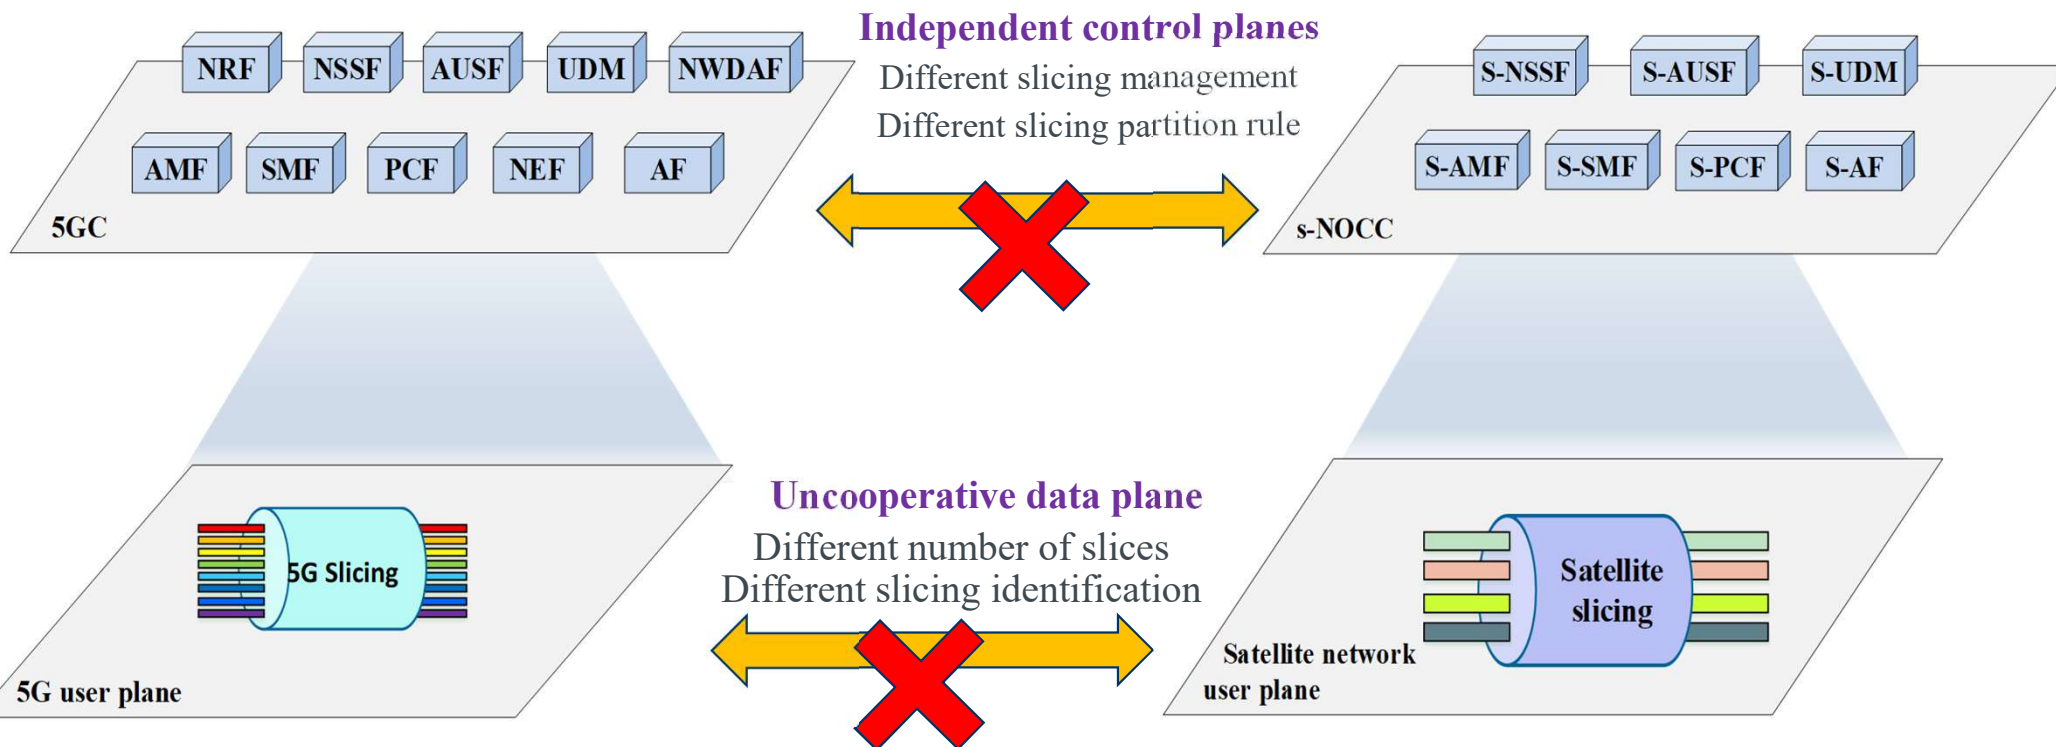 Independent control planes
Different slicing management
Different slicing partition rule
NRF
NSSF
AUSF
UDM
NWDAF
AMF
SMF
PCF
NEF
AF
5GC
S-NSSF
S-AUSF
S-UDM
S-AMF
S-SMF
S-PCF
S-AF
s-NOCC
Uncooperative data plane
Different number of slices
Different slicing identification
5G Slicing
5G user plane
Satellite
slicing
Satellite network
user plane